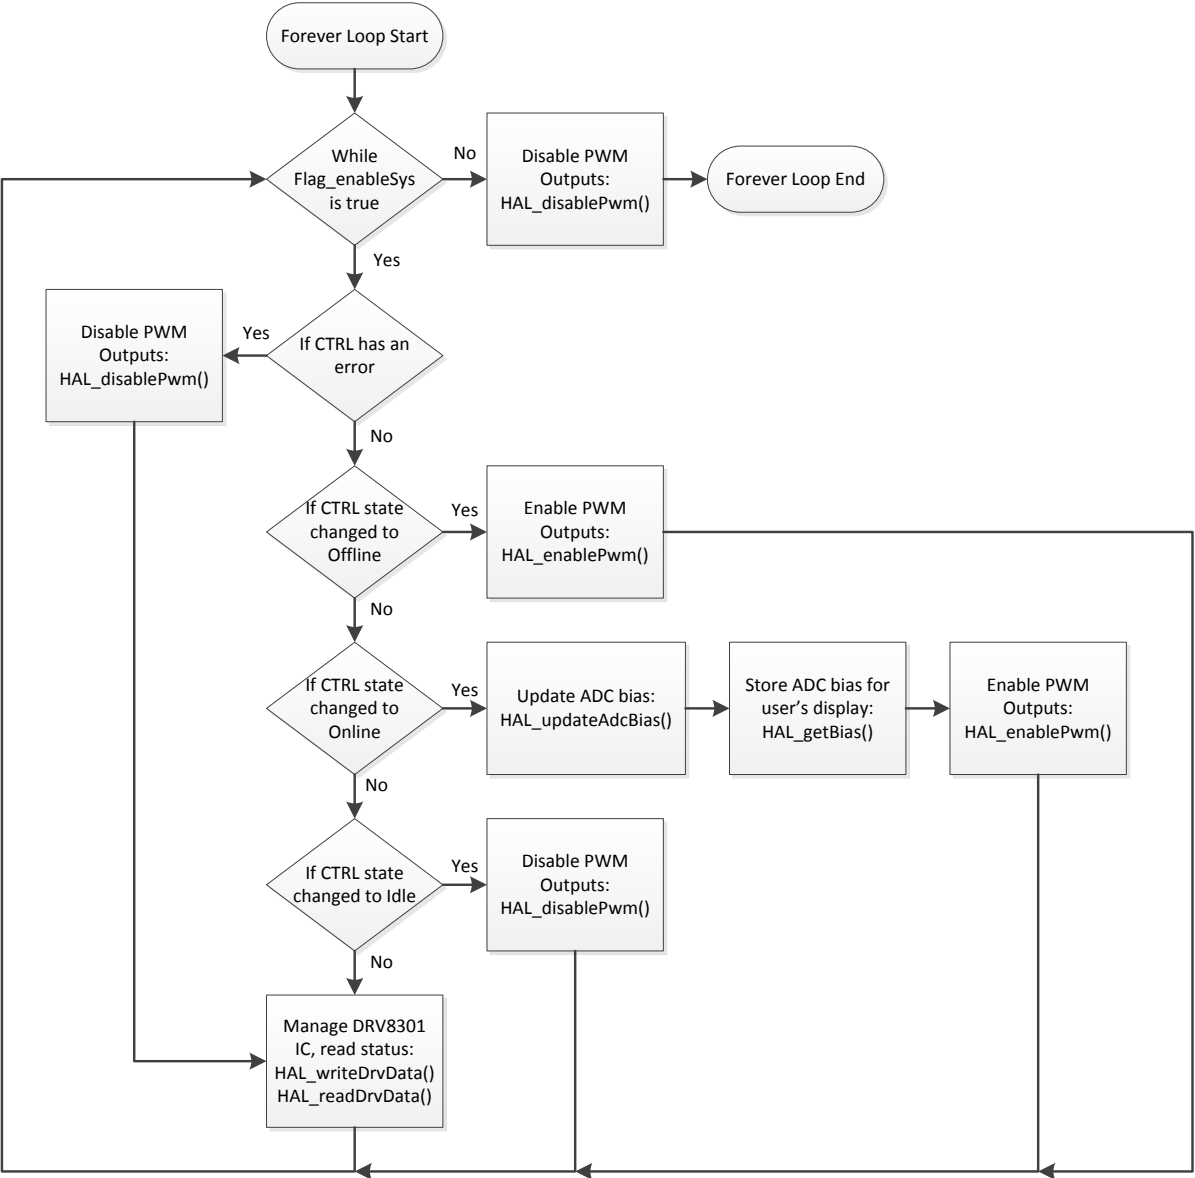 Forever Loop Start
While
Flag_enableSys
is true
No
Disable PWM
Outputs:
HAL_disablePwm()
Forever Loop End
Yes
Disable PWM
Outputs:
HAL_disablePwm()
Yes
If CTRL has an
error
No
If CTRL state
changed to
Offline
Yes
Enable PWM
Outputs:
HAL_enablePwm()
No
If CTRL state
changed to
Online
Yes
Update ADC bias:
HAL_updateAdcBias()
Store ADC bias for
user's display:
HAL_getBias()
Enable PWM
Outputs:
HAL_enablePwm()
No
If CTRL state
changed to Idle
Yes
Disable PWM
Outputs:
HAL_disablePwm()
No
Manage DRV8301
IC, read status:
HAL_writeDrvData()
HAL_readDrvData()